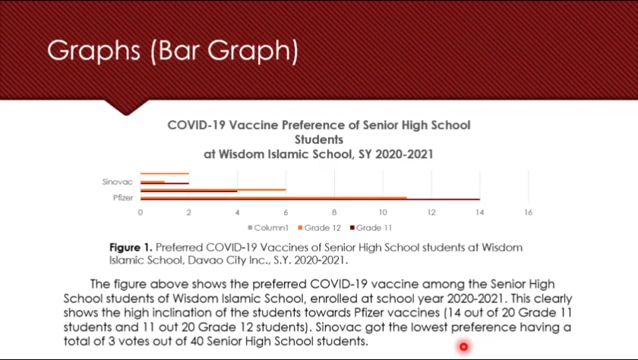 Graphs (Bar Graph)
COVID-19 Vaccine Preference of Senior High School
Students
at Wisdom Islamic School, SY 2020-2021
Sinovac
Pfizer
0 2 4 6 8 10 12 14 16
Column1 Grade 12 Grade 11
Figure 1. Preferred COVID-19 Vaccines of Senior High School students at Wisdom
Islamic School, Davao City Inc., S.Y. 2020-2021.
The figure above shows the preferred COVID-19 vaccine among the Senior High
School students of Wisdom Islamic School, enrolled at school year 2020-2021. This clearly
shows the high inclination of the students towards Pfizer vaccines (14 out of 20 Grade 11
students and 11 out 20 Grade 12 students). Sinovac got the lowest preference having a
total of 3 votes out of 40 Senior High School students.